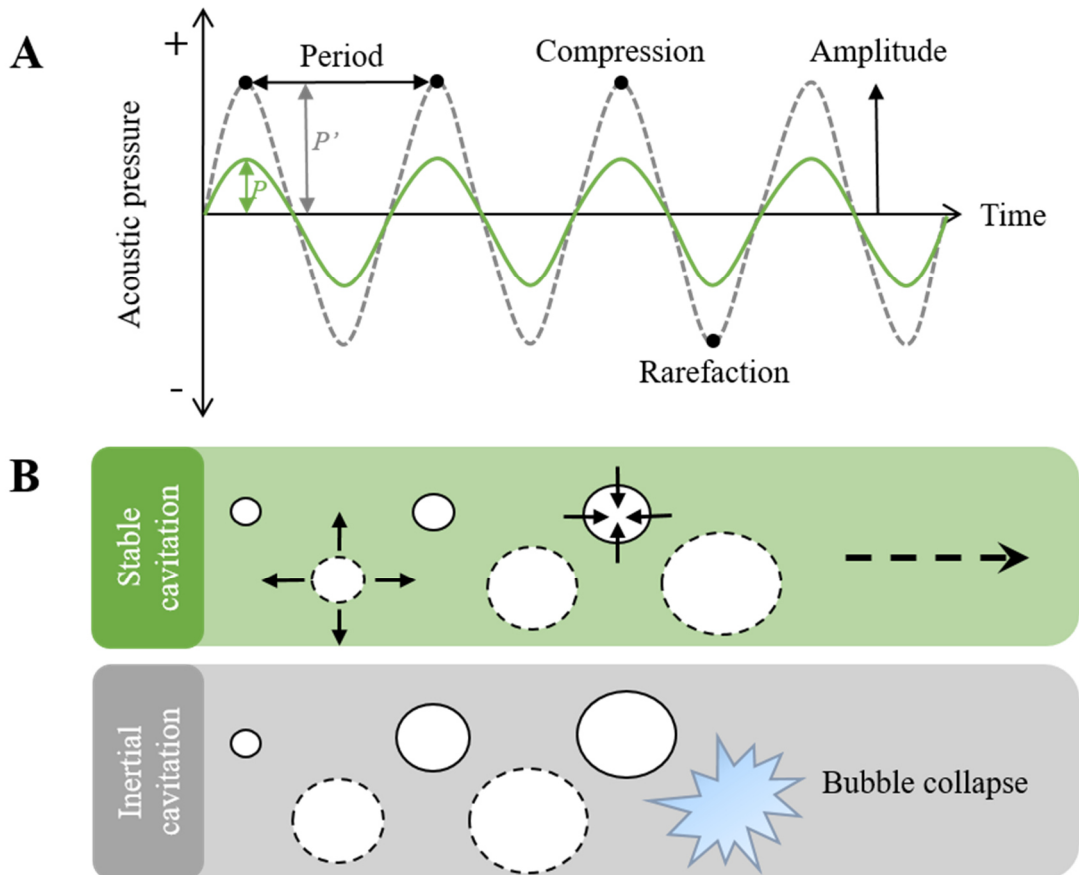 A
+
Period
Compression
Amplitude
P’
P
Acoustic pressure
Time
-
Rarefaction
B
Stable
cavitation
Inertial
cavitation
Bubble collapse